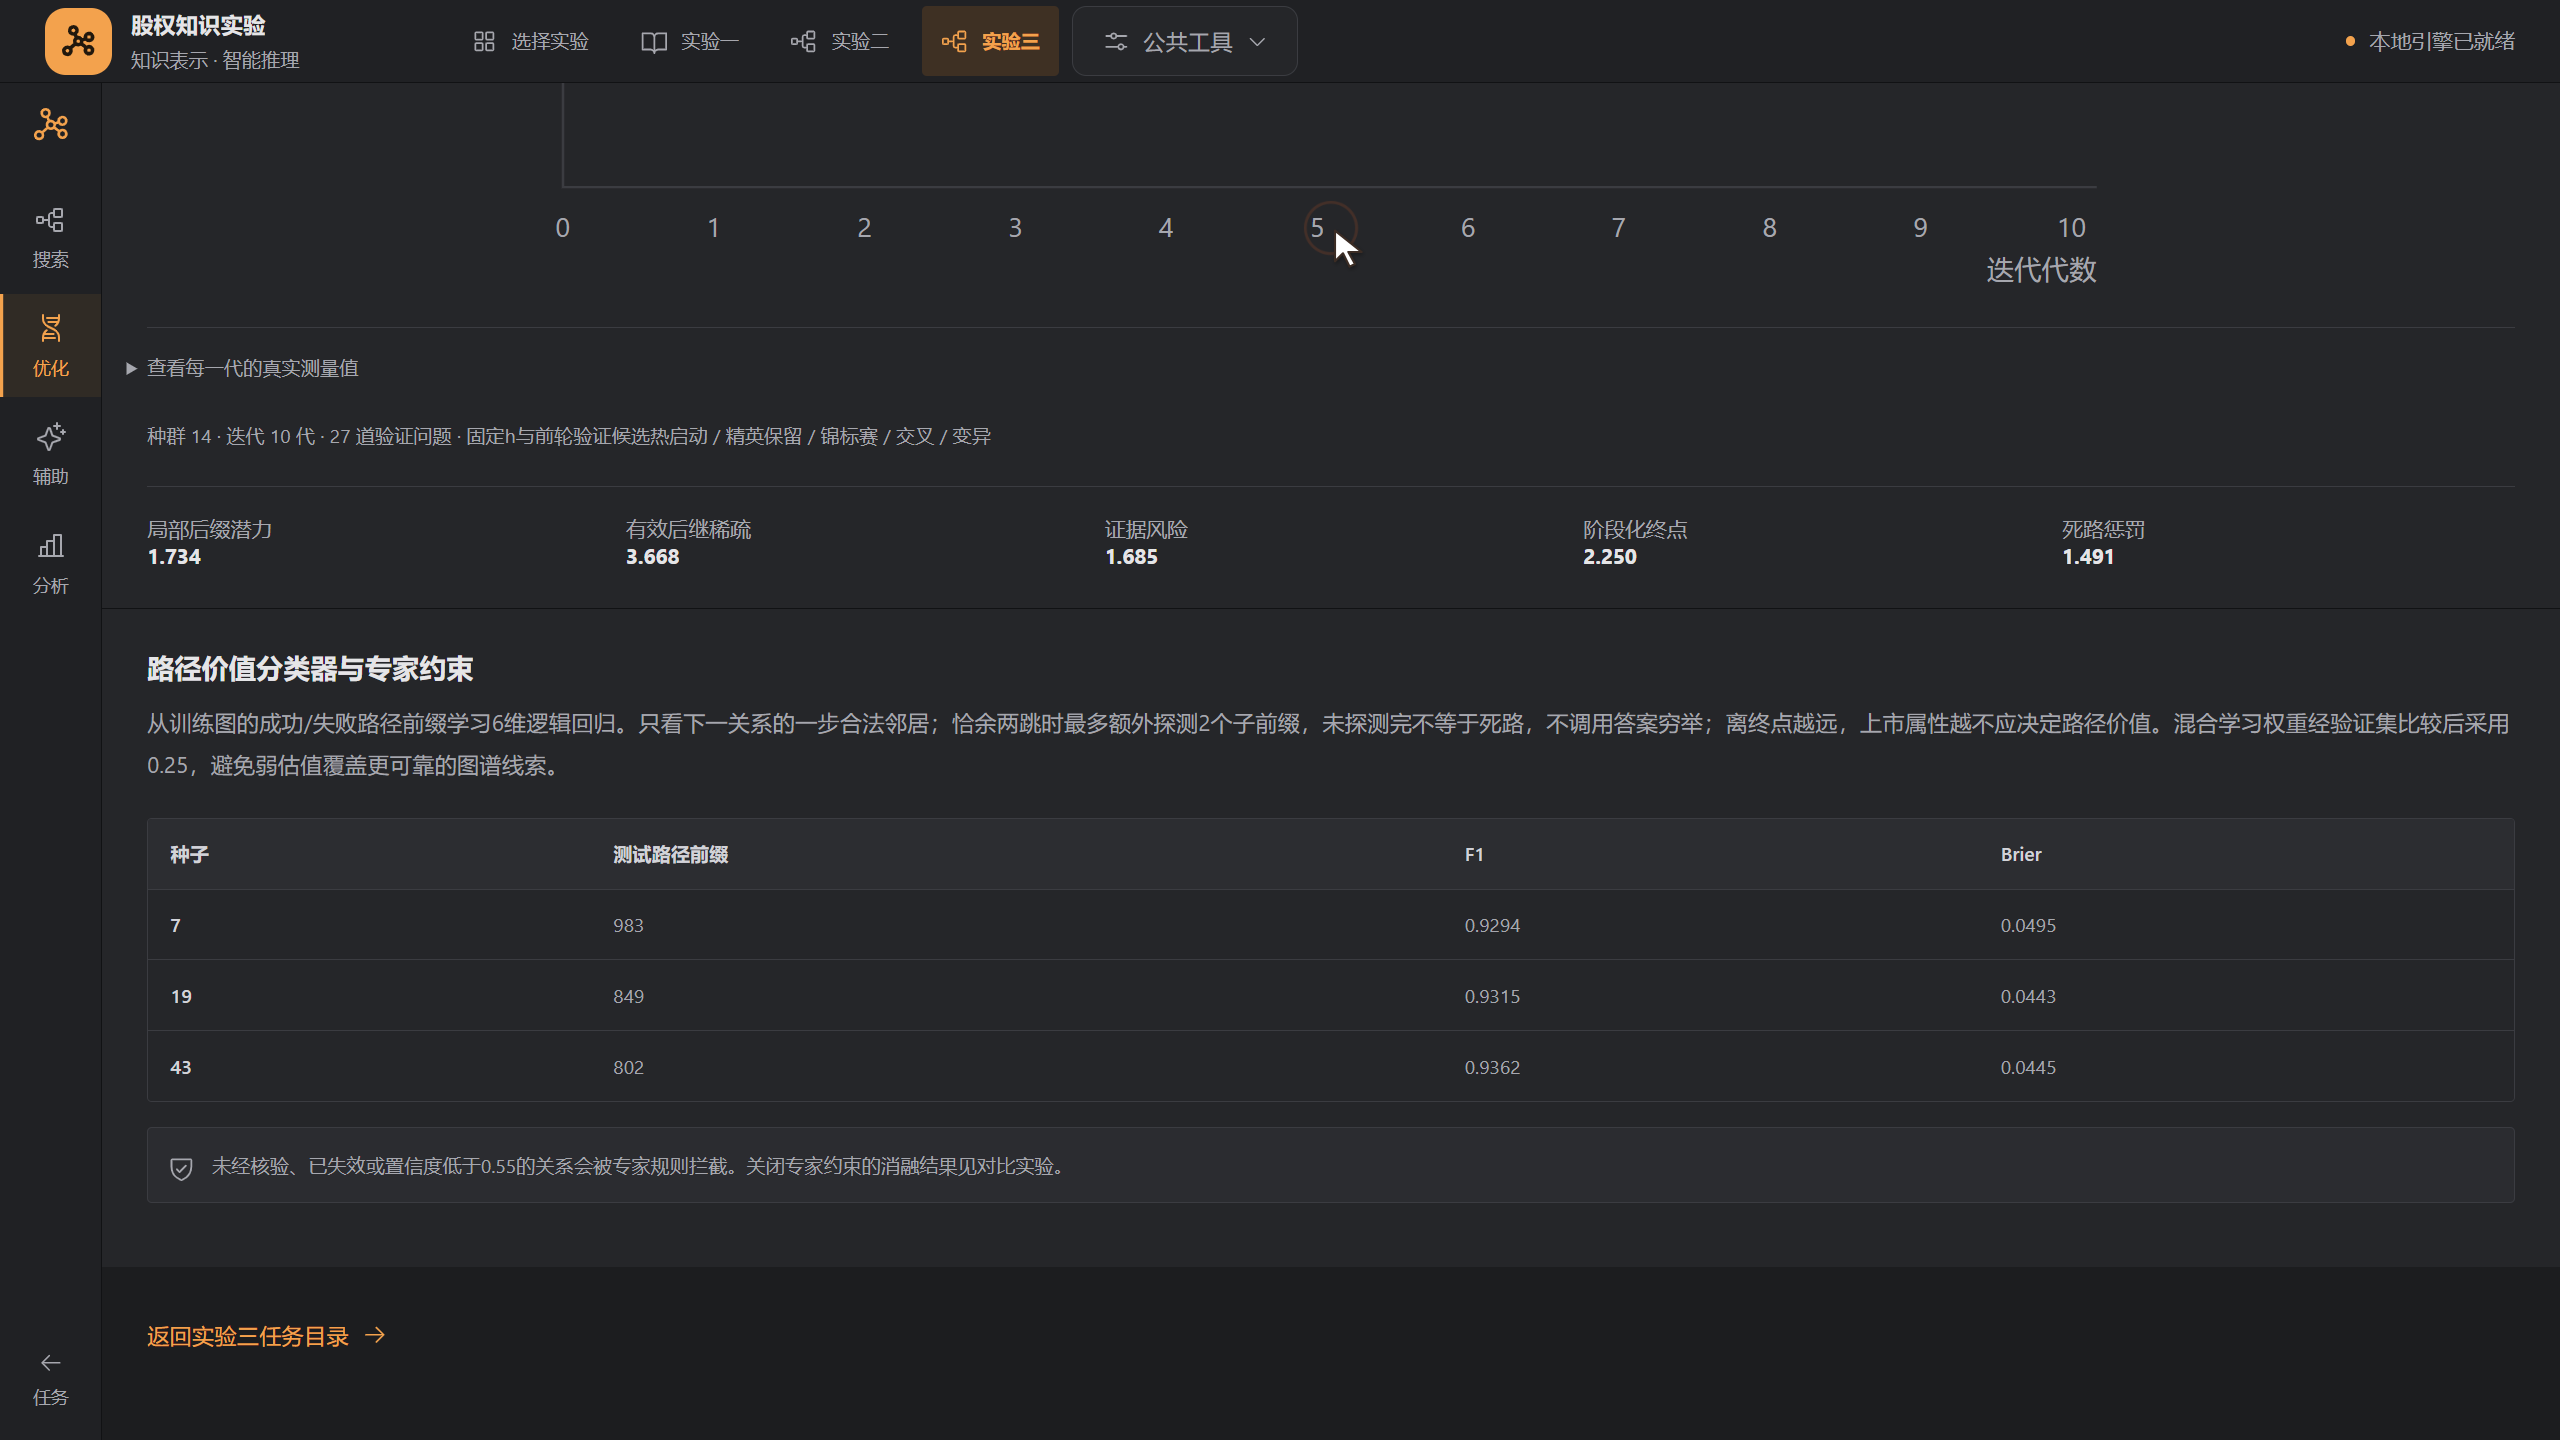 股权知识实验
知识表示 · 智能推理
选择实验
实验一
实验二
实验三
公共工具
本地引擎已就绪
搜索
优化
辅助
分析
任务
0 1 2 3 4 5 6 7 8 9 10
迭代代数
查看每一代的真实测量值
种群 14 · 迭代 10 代 · 27 道验证问题 · 固定h与前轮验证候选热启动 / 精英保留 / 锦标赛 / 交叉 / 变异
局部后缀潜力 有效后继稀疏 证据风险 阶段化终点 死路惩罚
1.734 3.668 1.685 2.250 1.491
路径价值分类器与专家约束
从训练图的成功/失败路径前缀学习6维逻辑回归。只看下一关系的一步合法邻居；恰余两跳时最多额外探测2个子前缀，未探测完不等于死路，不调用答案穷举；离终点越远，上市属性越不应决定路径价值。混合学习权重经验证集比较后采用
0.25，避免弱估值覆盖更可靠的图谱线索。
种子 测试路径前缀 F1 Brier
7 983 0.9294 0.0495
19 849 0.9315 0.0443
43 802 0.9362 0.0445
未经核验、已失效或置信度低于0.55的关系会被专家规则拦截。关闭专家约束的消融结果见对比实验。
返回实验三任务目录